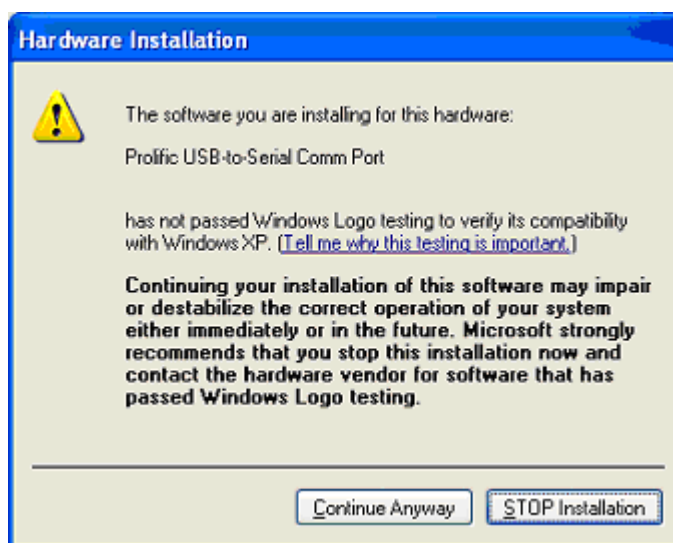 Hardware Installation
The software you are installing for this hardware:
Prolific USB-to-Serial Comm Port
has not passed Windows Logo testing to verify its compatibility
with Windows XP. (Tell me why this testing is important.)
Continuing your installation of this software may impair
or destabilize the correct operation of your system
either immediately or in the future. Microsoft strongly
recommends that you stop this installation now and
contact the hardware vendor for software that has
passed Windows Logo testing.
Continue Anyway
STOP Installation